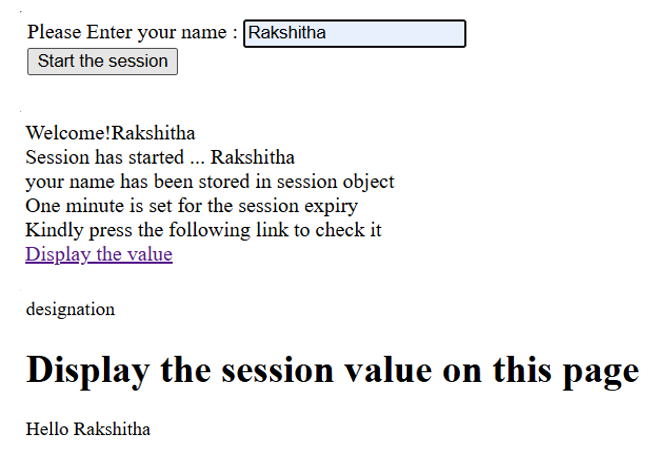 Please Enter your name : Rakshitha
Start the session
Welcome!Rakshitha
Session has started ... Rakshitha
your name has been stored in session object
One minute is set for the session expiry
Kindly press the following link to check it
Display the value
designation
Display the session value on this page
Hello Rakshitha